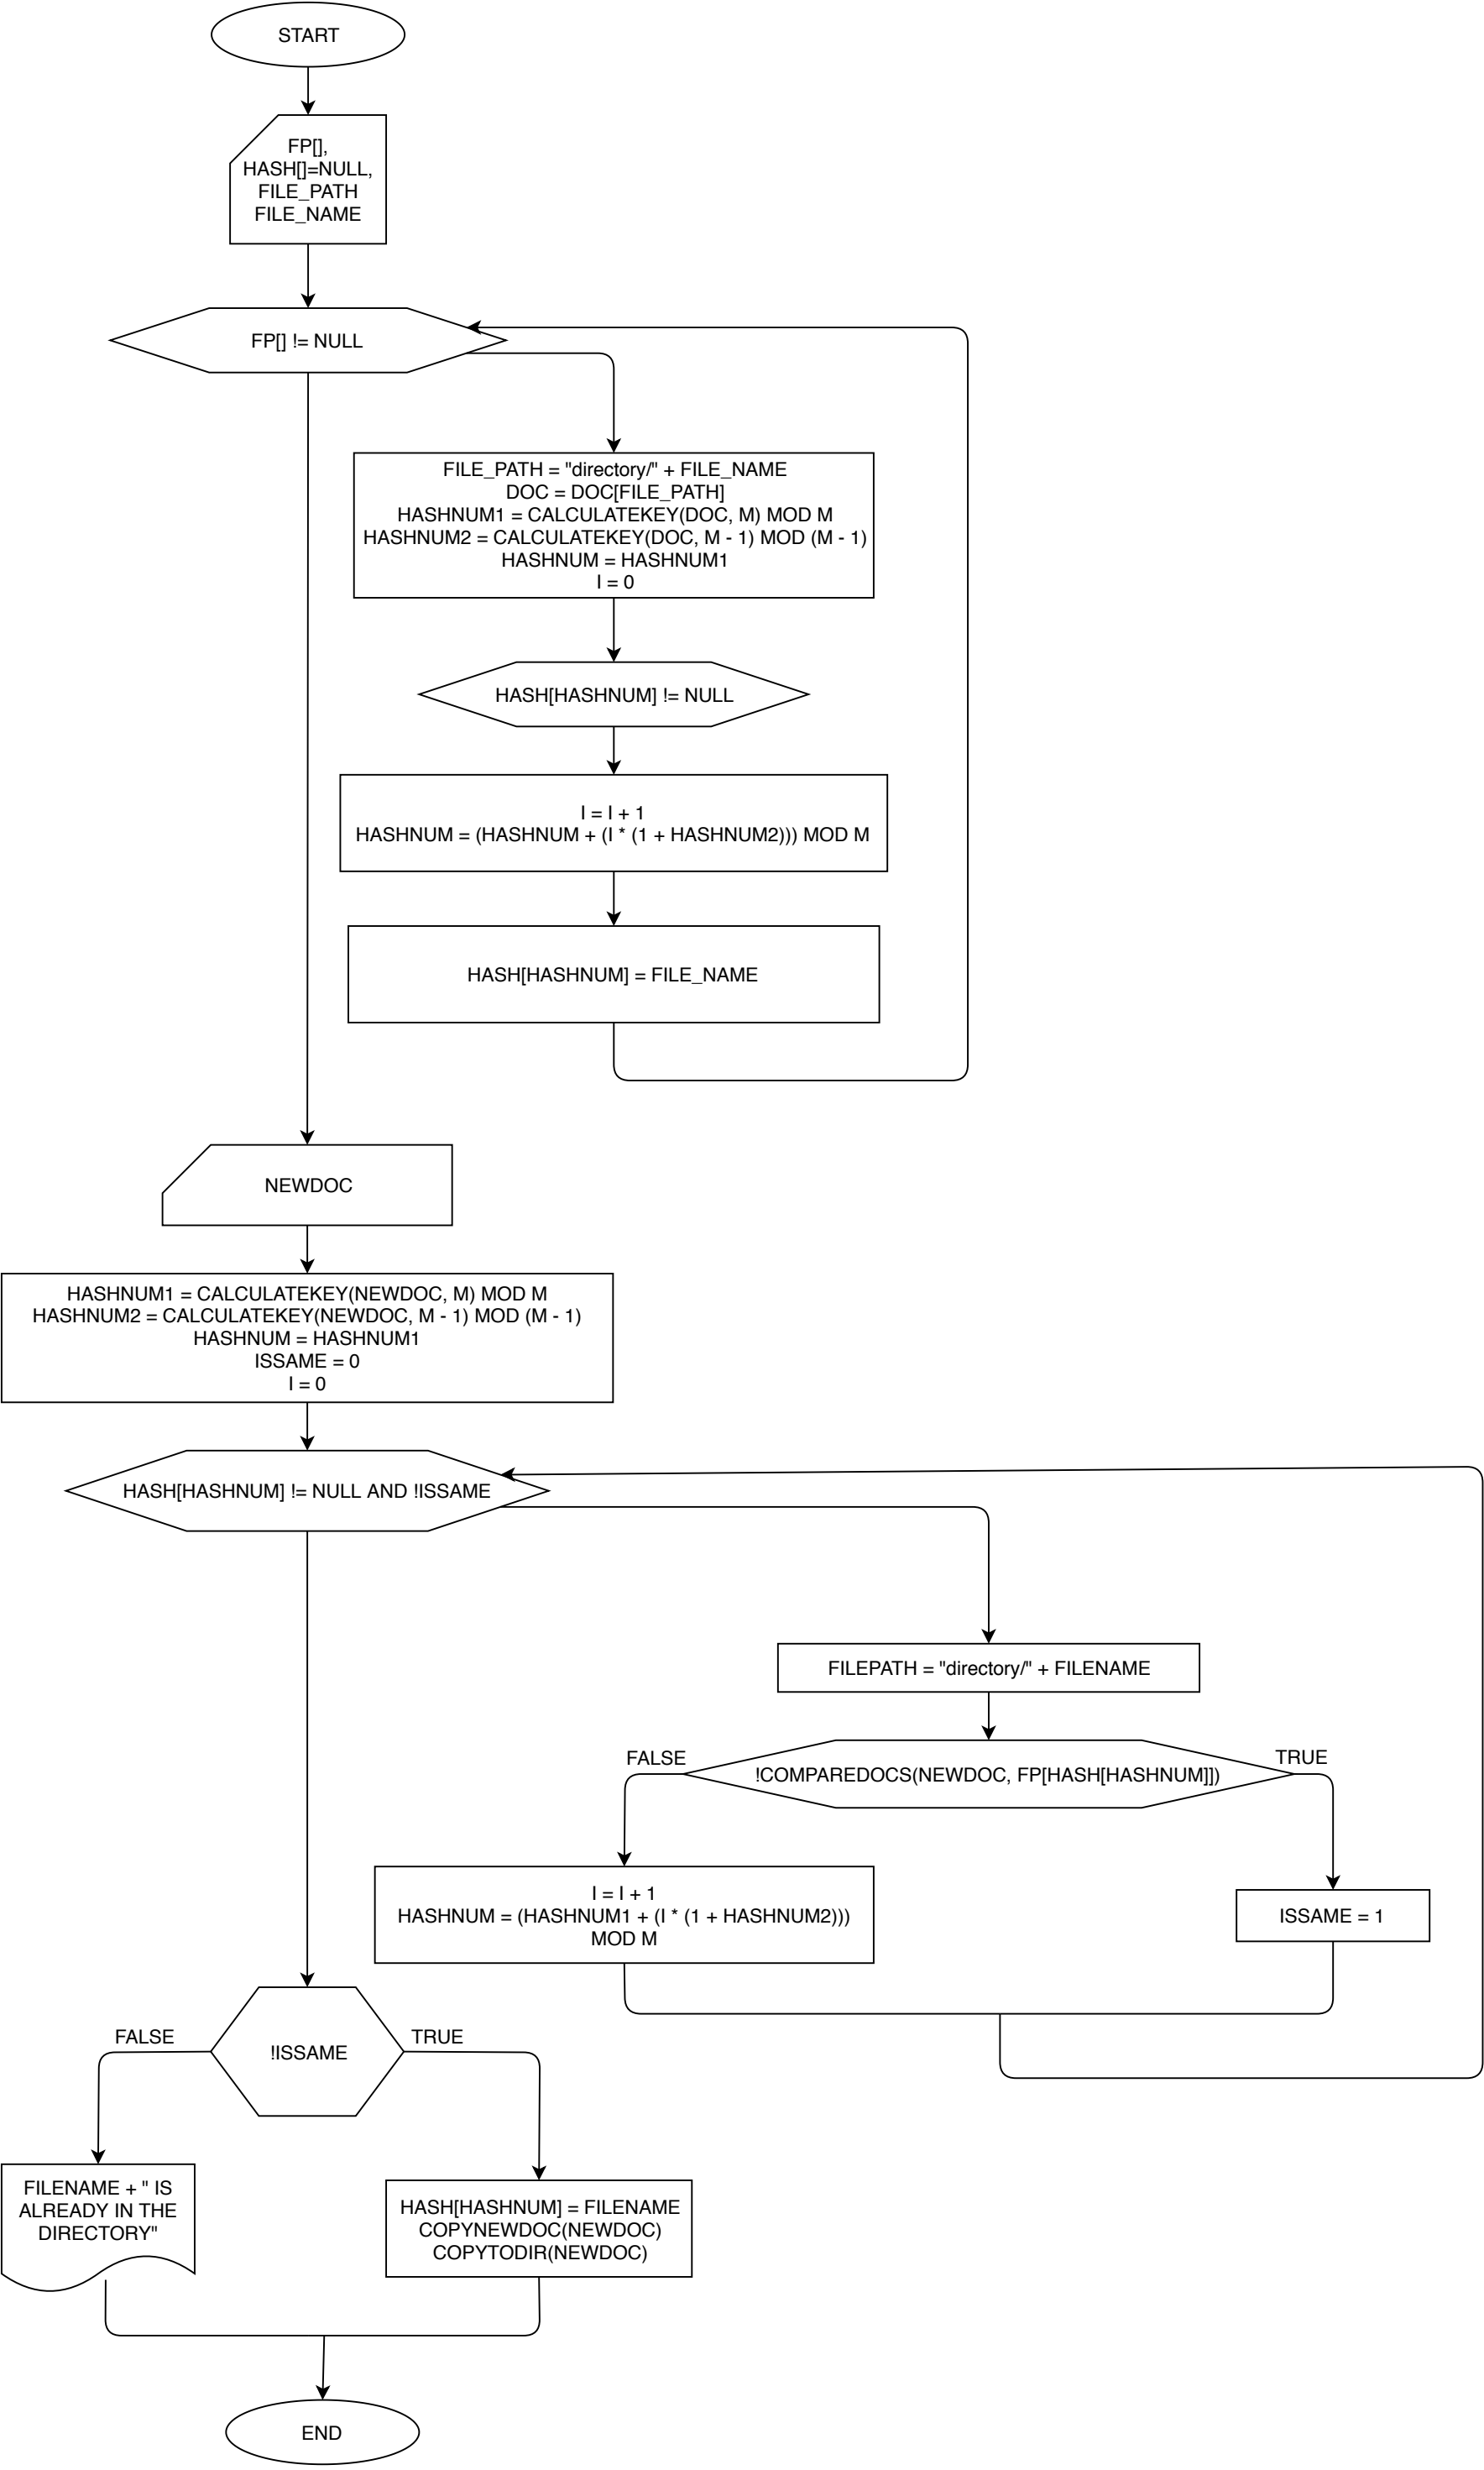 START
FP[],
HASH[]=NULL,
FILE_PATH
FILE_NAME
FP[] != NULL
FILE_PATH = "directory/" + FILE_NAME
DOC = DOC[FILE_PATH]
HASHNUM1 = CALCULATEKEY(DOC, M) MOD M
HASHNUM2 = CALCULATEKEY(DOC, M - 1) MOD (M - 1)
HASHNUM = HASHNUM1
I = 0
HASH[HASHNUM] != NULL
I = I + 1
HASHNUM = (HASHNUM + (I * (1 + HASHNUM2))) MOD M
HASH[HASHNUM] = FILE_NAME
NEWDOC
HASHNUM1 = CALCULATEKEY(NEWDOC, M) MOD M
HASHNUM2 = CALCULATEKEY(NEWDOC, M - 1) MOD (M - 1)
HASHNUM = HASHNUM1
ISSAME = 0
I = 0
HASH[HASHNUM] != NULL AND !ISSAME
FILEPATH = "directory/" + FILENAME
FALSE
TRUE
!COMPAREDOCS(NEWDOC, FP[HASH[HASHNUM]])
I = I + 1
HASHNUM = (HASHNUM1 + (I * (1 + HASHNUM2)))
MOD M
ISSAME = 1
FALSE
TRUE
!ISSAME
FILENAME + " IS
ALREADY IN THE
DIRECTORY"
HASH[HASHNUM] = FILENAME
COPYNEWDOC(NEWDOC)
COPYTODIR(NEWDOC)
END